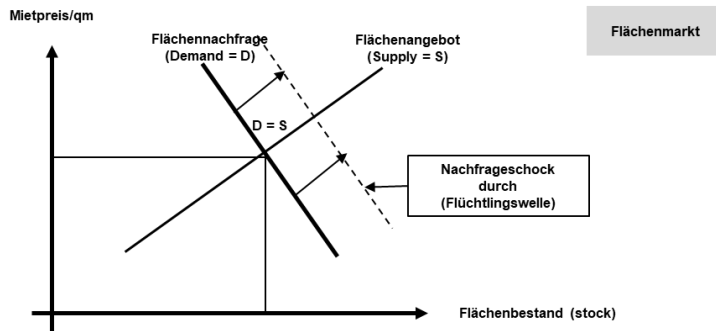 Mietpreis/qm
Flächennachfrage
(Demand = D)
Flächenangebot
(Supply = S)
Flächenmarkt
D = S
Nachfrageschock
durch
(Flüchtlingswelle)
Flächenbestand (stock)